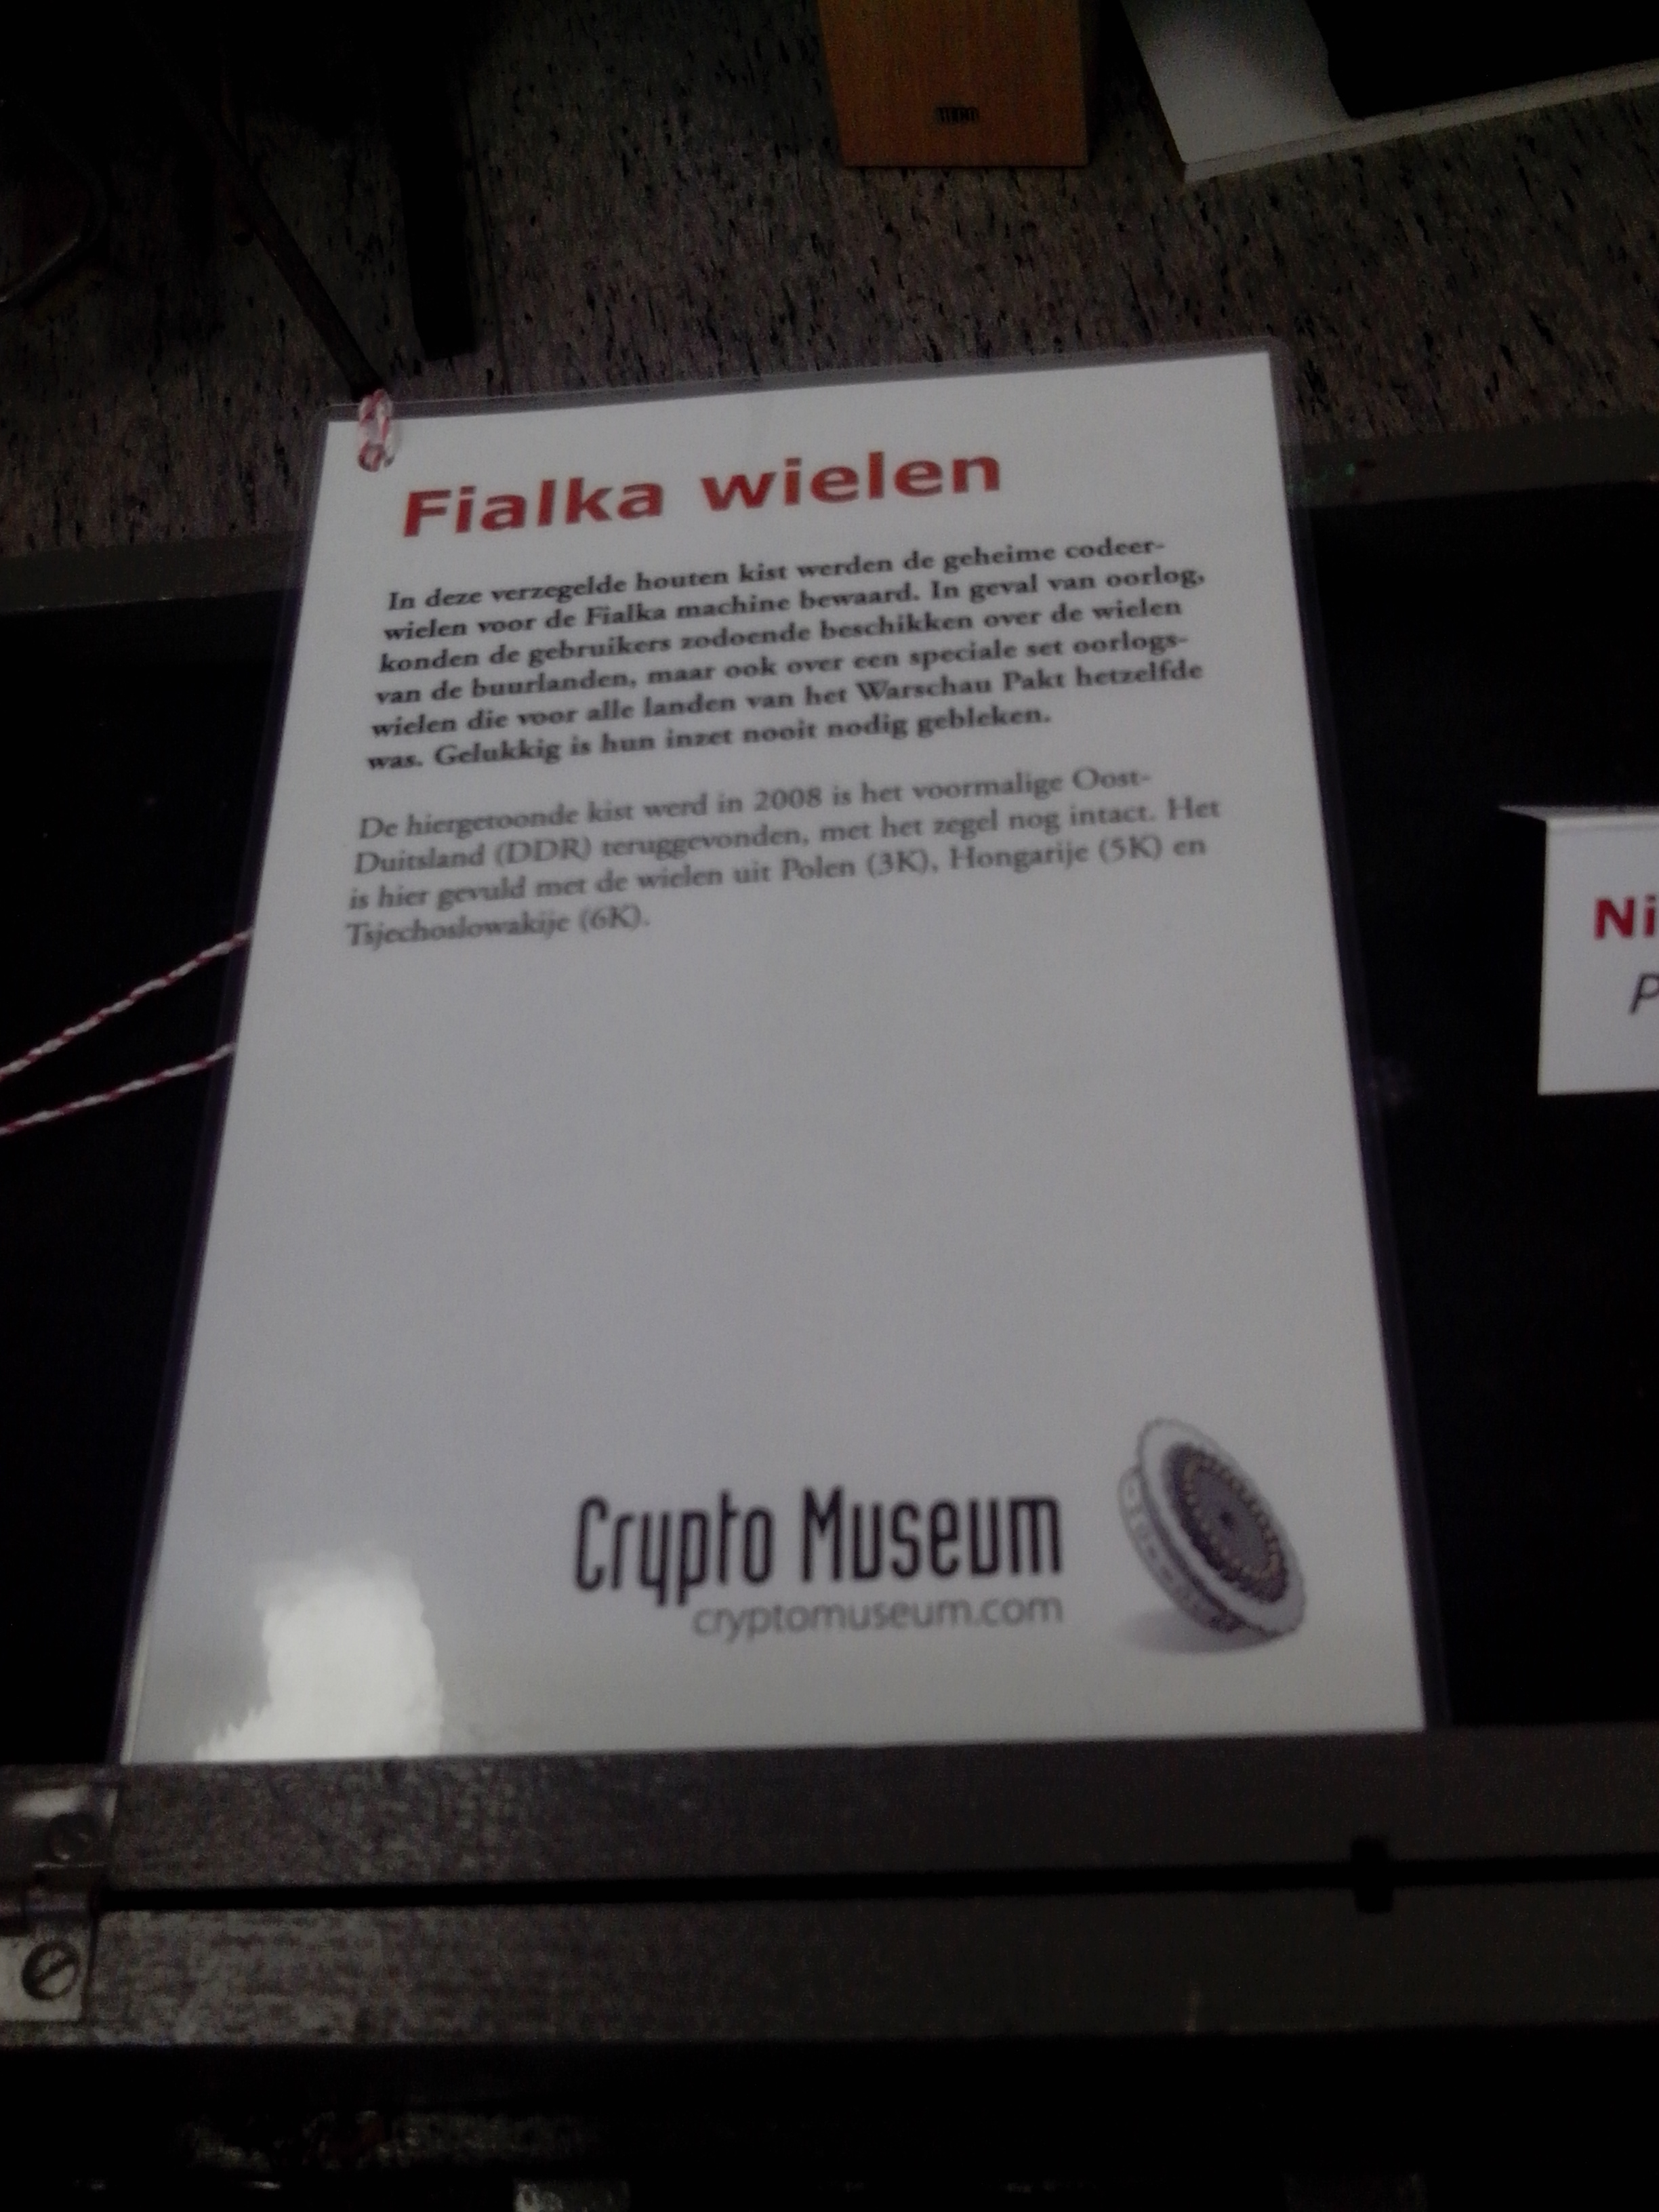 Fialka wielen
In deze verzegelde houten kist werden de geheime codeer-
wielen voor de Fialka machine bewaard. In geval van oorlog,
konden de gebruikers zodoende beschikken over de wielen
van de buurlanden, maar ook over een speciale set oorlogs-
wielen die voor alle landen van het Warschau Pakt hetzelfde
was. Gelukkig is hun inzet nooit nodig gebleken.
De hiergetoonde kist werd in 2008 is het voormalige Oost-
Duitsland (DDR) teruggevonden, met het zegel nog intact. Het
is hier gevuld met de wielen uit Polen (3K), Hongarije (5K) en
Tsjechoslowakije (6K).
Ni
P
Crypto Museum
cryptomuseum.com